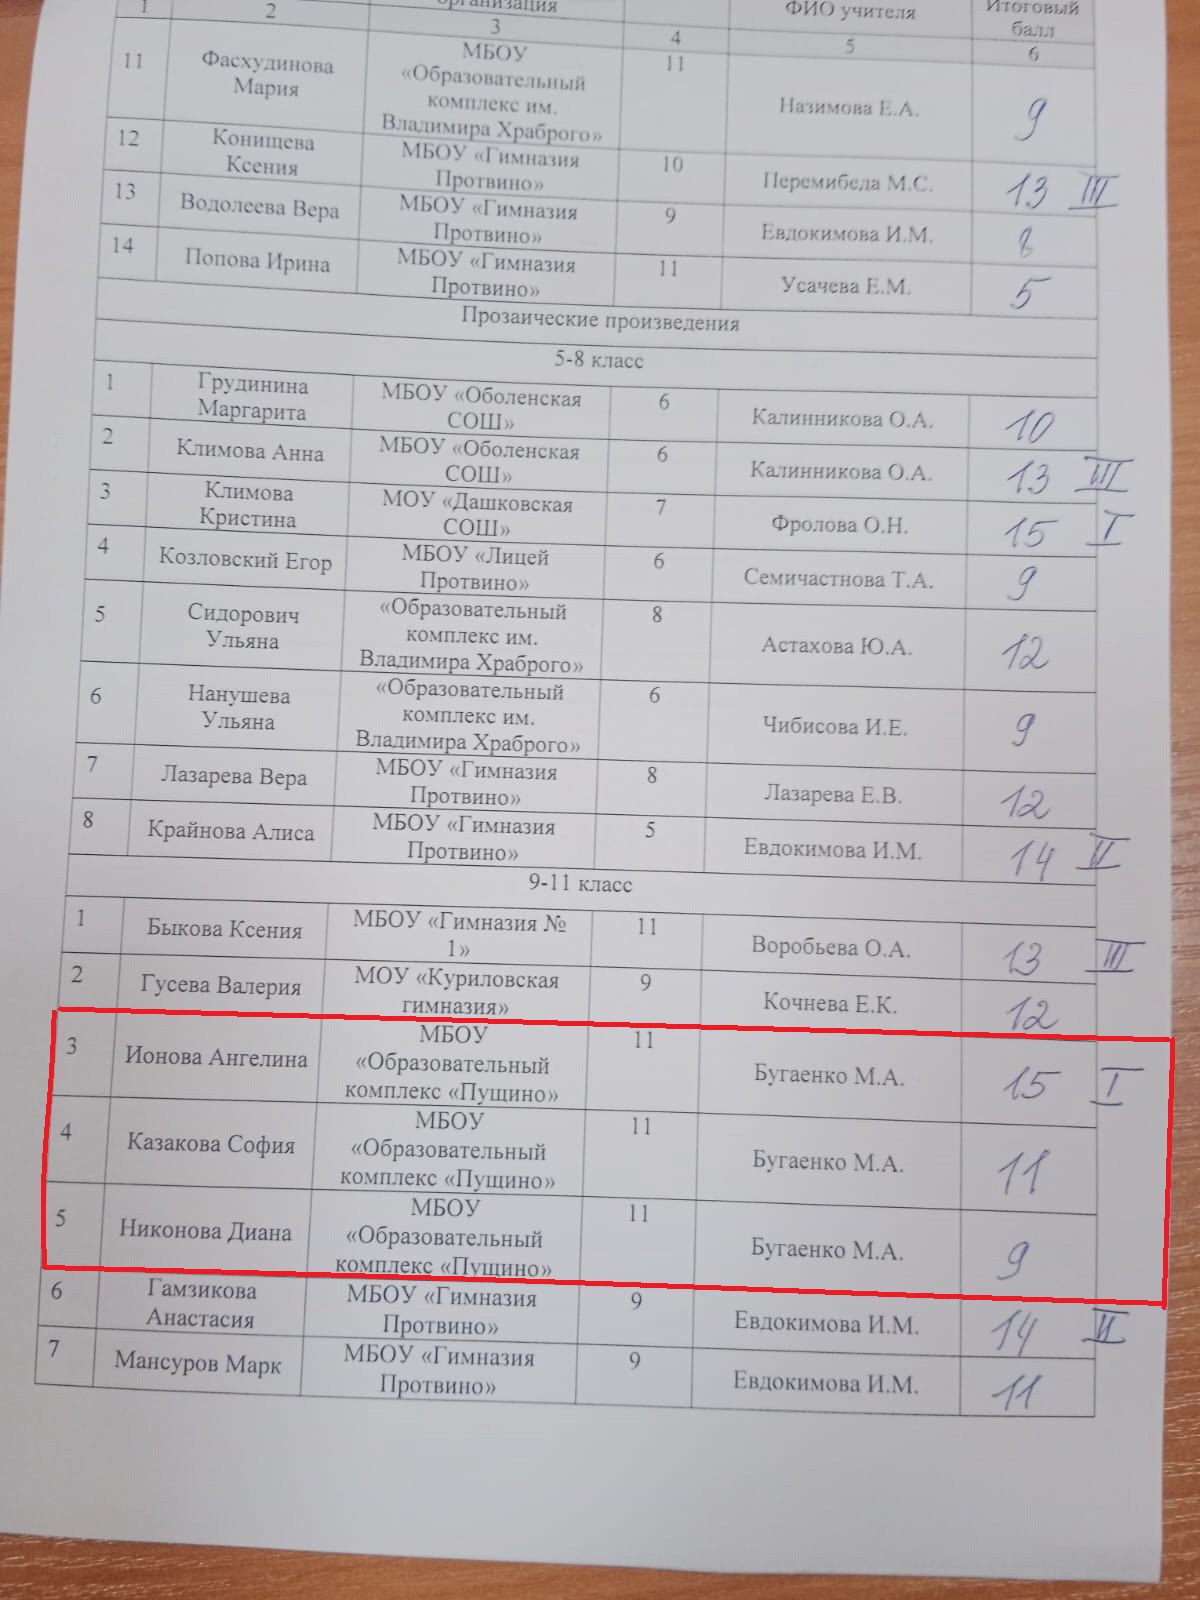 организация
ФИО учителя
Итоговый
балл
1 2 3 4 5 6
11 Фасхудинова Мария МБОУ «Образовательный комплекс им. Владимира Храброго» 11 Назимова Е.А. 9
12 Конищева Ксения МБОУ «Гимназия Протвино» 10 Перемибеда М.С. 13 III
13 Водолеева Вера МБОУ «Гимназия Протвино» 9 Евдокимова И.М. 8
14 Попова Ирина МБОУ «Гимназия Протвино» 11 Усачева Е.М. 5
Прозаические произведения
5-8 класс
1 Грудинина Маргарита МБОУ «Оболенская СОШ» 6 Калинникова О.А. 10
2 Климова Анна МБОУ «Оболенская СОШ» 6 Калинникова О.А. 13 III
3 Климова Кристина МОУ «Дашковская СОШ» 7 Фролова О.Н. 15 I
4 Козловский Егор МБОУ «Лицей Протвино» 6 Семичастнова Т.А. 9
5 Сидорович Ульяна «Образовательный комплекс им. Владимира Храброго» 8 Астахова Ю.А. 12
6 Нанушева Ульяна «Образовательный комплекс им. Владимира Храброго» 6 Чибисова И.Е. 9
7 Лазарева Вера МБОУ «Гимназия Протвино» 8 Лазарева Е.В. 12
8 Крайнова Алиса МБОУ «Гимназия Протвино» 5 Евдокимова И.М. 14 II
9-11 класс
1 Быкова Ксения МБОУ «Гимназия № 1» 11 Воробьева О.А. 13 III
2 Гусева Валерия МОУ «Куриловская гимназия» 9 Кочнева Е.К. 12
3 Ионова Ангелина МБОУ «Образовательный комплекс «Пущино» 11 Бугаенко М.А. 15 I
4 Казакова София МБОУ «Образовательный комплекс «Пущино» 11 Бугаенко М.А. 11
5 Никонова Диана МБОУ «Образовательный комплекс «Пущино» 11 Бугаенко М.А. 9
6 Гамзикова Анастасия МБОУ «Гимназия Протвино» 9 Евдокимова И.М. 14 II
7 Мансуров Марк МБОУ «Гимназия Протвино» 9 Евдокимова И.М. 11